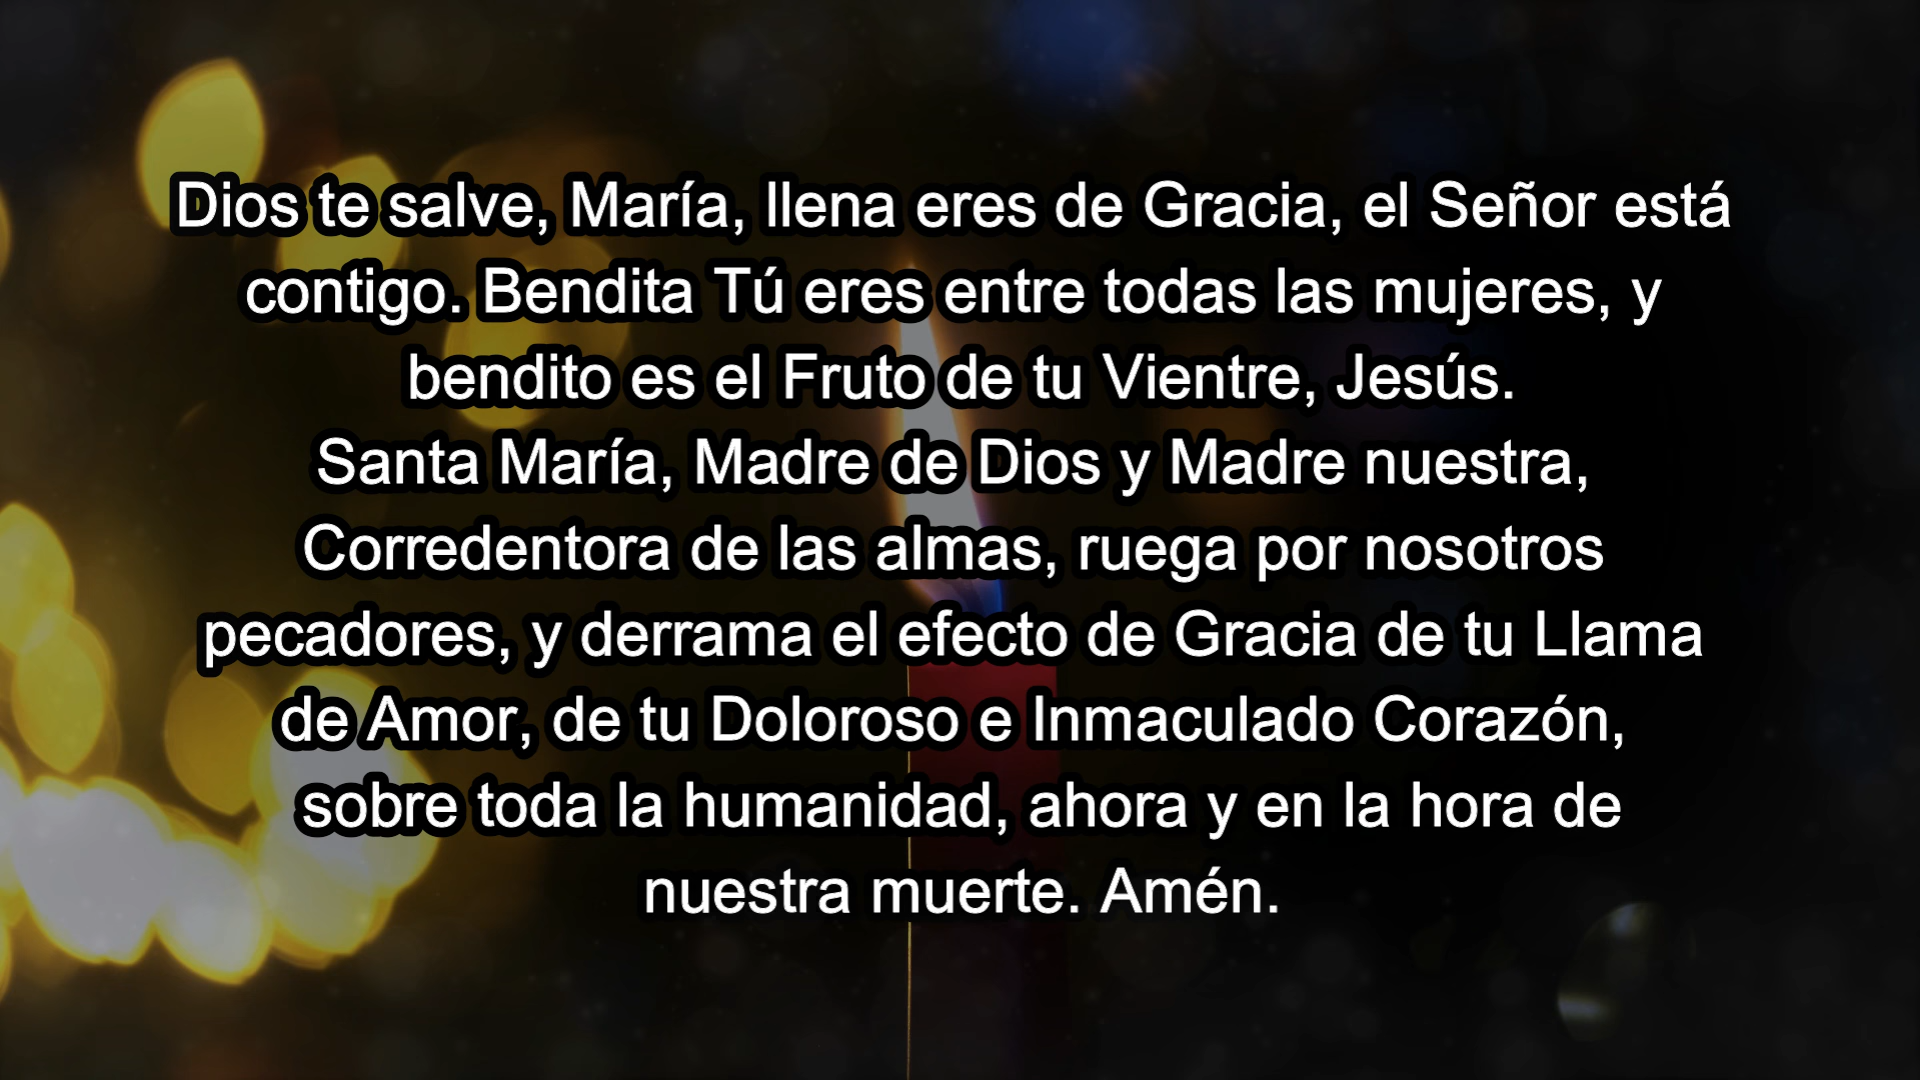 Dios te salve, María, llena eres de Gracia, el Señor está
contigo. Bendita Tú eres entre todas las mujeres, y
bendito es el Fruto de tu Vientre, Jesús.
Santa María, Madre de Dios y Madre nuestra,
Corredentora de las almas, ruega por nosotros
pecadores, y derrama el efecto de Gracia de tu Llama
de Amor, de tu Doloroso e Inmaculado Corazón,
sobre toda la humanidad, ahora y en la hora de
nuestra muerte. Amén.